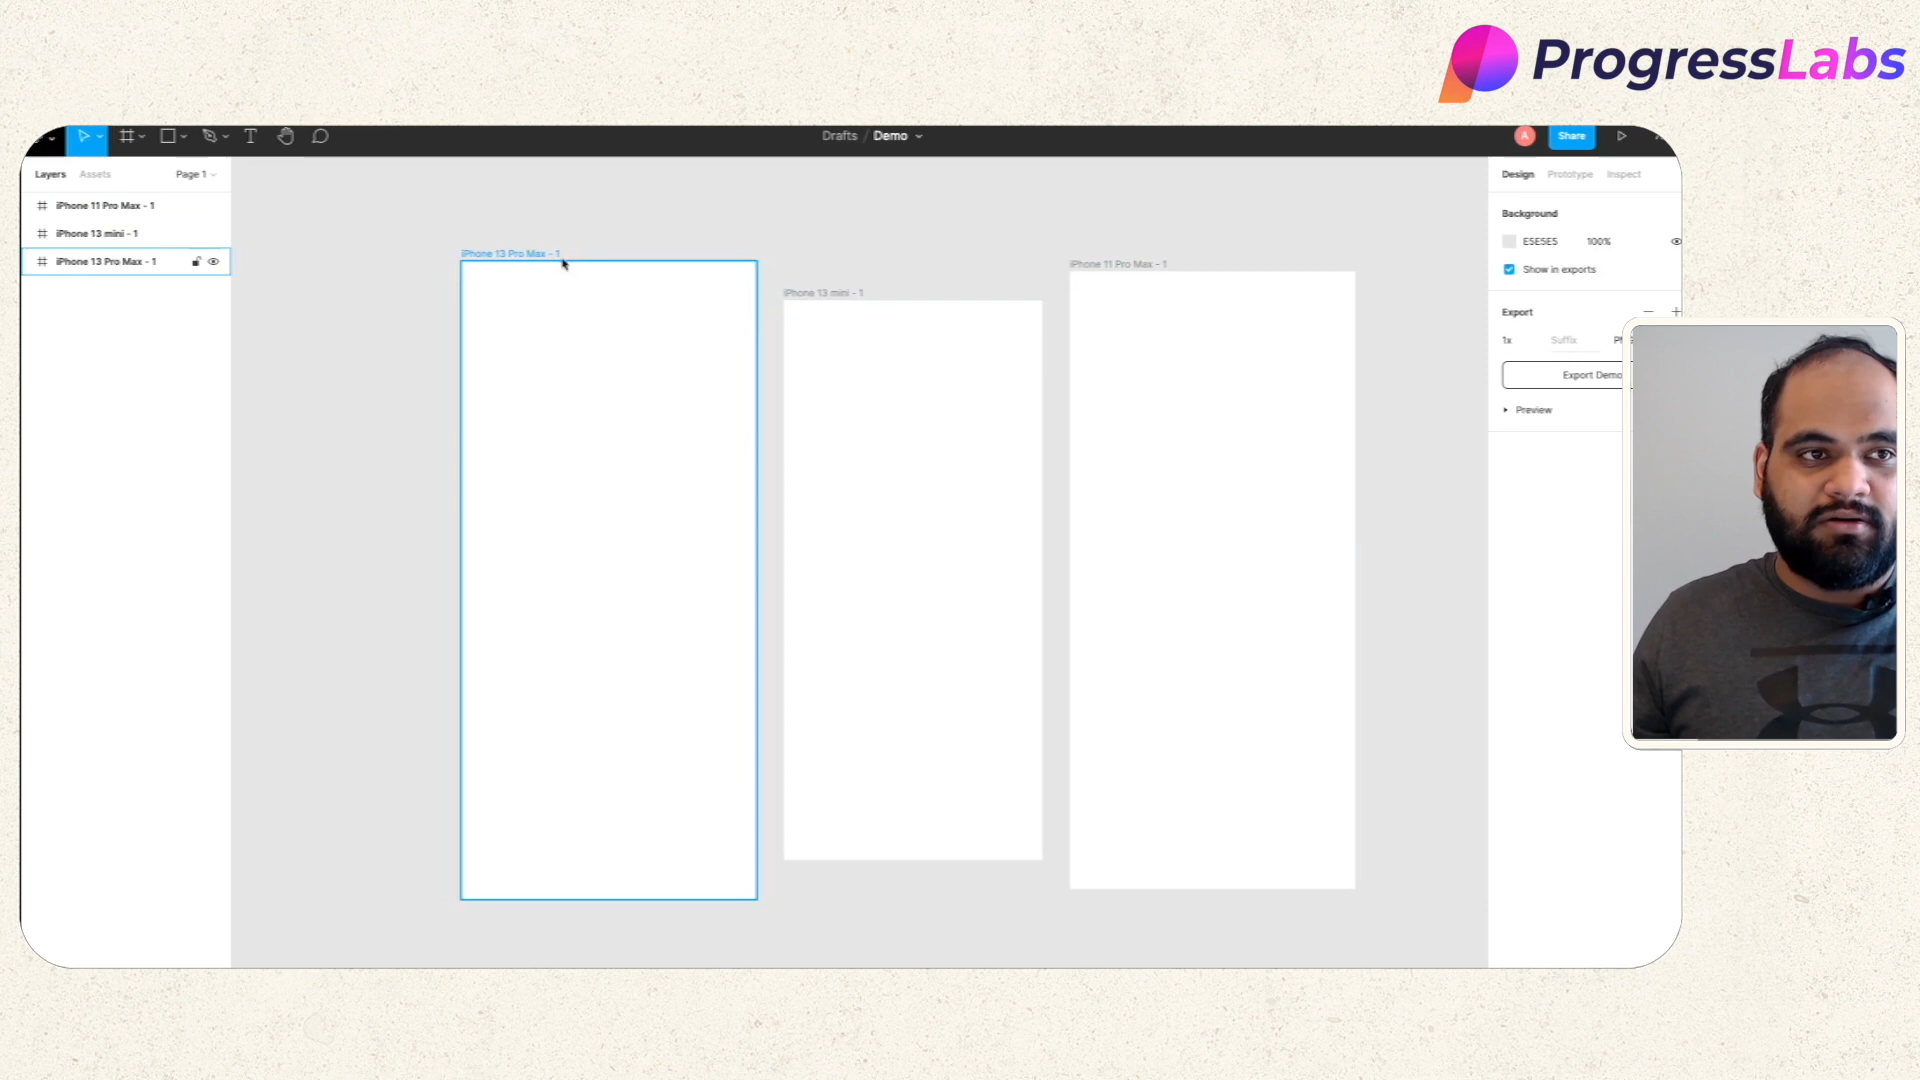 ProgressLabs
Drafts / Demo
A
Share
Layers
Assets
Page 1
iPhone 11 Pro Max - 1
iPhone 13 mini - 1
iPhone 13 Pro Max - 1
iPhone 13 Pro Max - 1
iPhone 13 mini - 1
iPhone 11 Pro Max - 1
Design
Prototype
Inspect
Background
E5E5E5
100%
Show in exports
Export
1x
Suffix
Export Demo
Preview